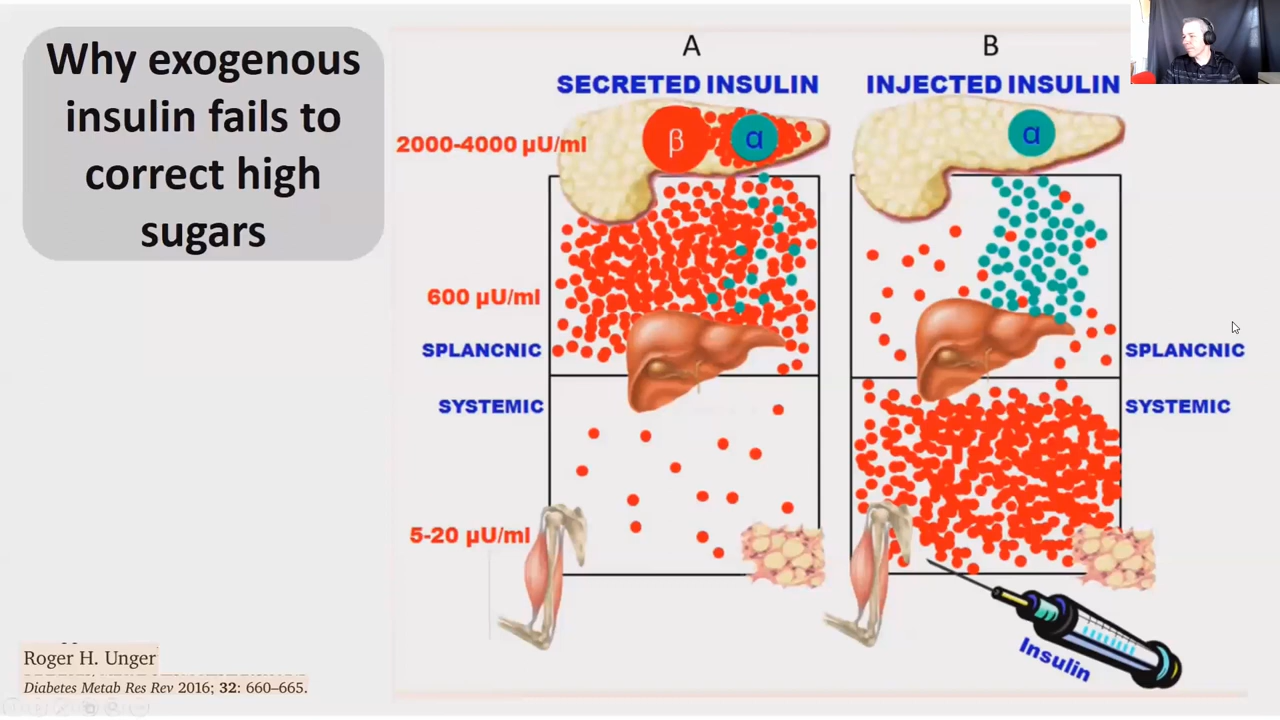 Why exogenous
insulin fails to
correct high
sugars
A
SECRETED INSULIN
2000-4000 µU/ml
β
α
600 µU/ml
SPLANCNIC
SYSTEMIC
5-20 µU/ml
B
INJECTED INSULIN
α
SPLANCNIC
SYSTEMIC
Insulin
Roger H. Unger
Diabetes Metab Res Rev 2016; 32: 660–665.